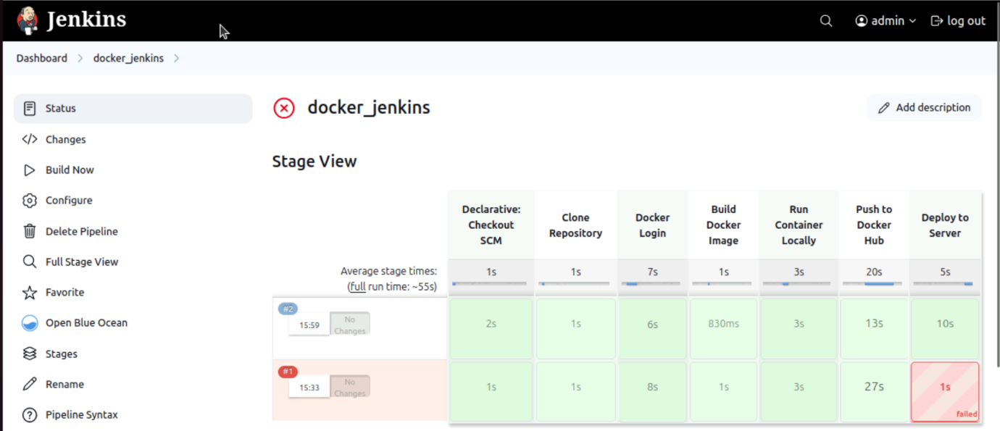 Jenkins
admin
log out
Dashboard
docker_jenkins
Status
Changes
Build Now
Configure
Delete Pipeline
Full Stage View
Favorite
Open Blue Ocean
Stages
Rename
Pipeline Syntax
docker_jenkins
Add description
Stage View
Declarative:
Checkout
SCM
Clone
Repository
Docker
Login
Build
Docker
Image
Run
Container
Locally
Push to
Docker
Hub
Deploy to
Server
Average stage times:
(full run time: ~55s)
1s
1s
7s
1s
3s
20s
5s
#2
15:59
No
Changes
2s
1s
6s
830ms
3s
13s
10s
#1
15:33
No
Changes
1s
1s
8s
1s
3s
27s
1s
failed